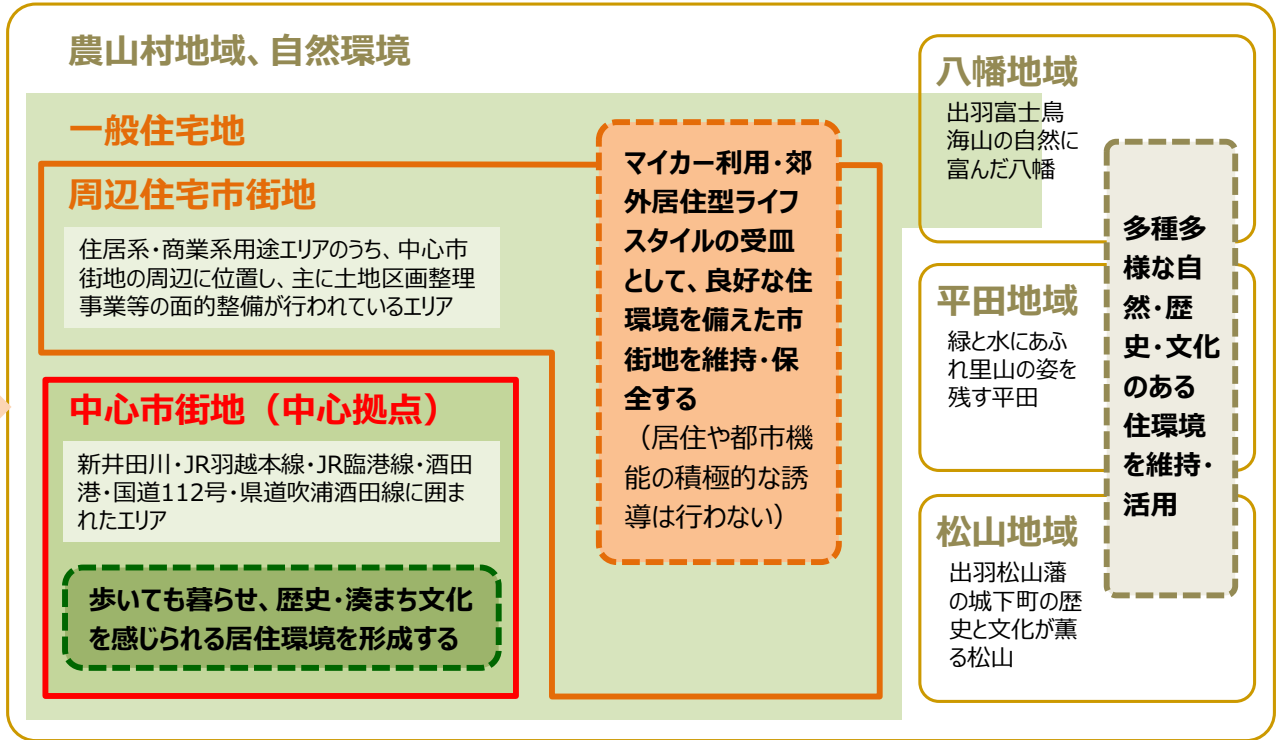 農山村地域、自然環境
一般住宅地
周辺住宅市街地
住居系・商業系用途エリアのうち、中心市
街地の周辺に位置し、主に土地区画整理
事業等の面的整備が行われているエリア
中心市街地（中心拠点）
新井田川・JR羽越本線・JR臨港線・酒田
港・国道112号・県道吹浦酒田線に囲ま
れたエリア
歩いても暮らせ、歴史・湊まち文化
を感じられる居住環境を形成する
マイカー利用・郊
外居住型ライフ
スタイルの受皿
として、良好な住
環境を備えた市
街地を維持・保
全する
（居住や都市機
能の積極的な誘
導は行わない）
八幡地域
出羽富士鳥
海山の自然に
富んだ八幡
平田地域
緑と水にあふ
れ里山の姿を
残す平田
松山地域
出羽松山藩
の城下町の歴
史と文化が薫
る松山
多種多
様な自
然・歴
史・文化
のある
住環境
を維持・
活用